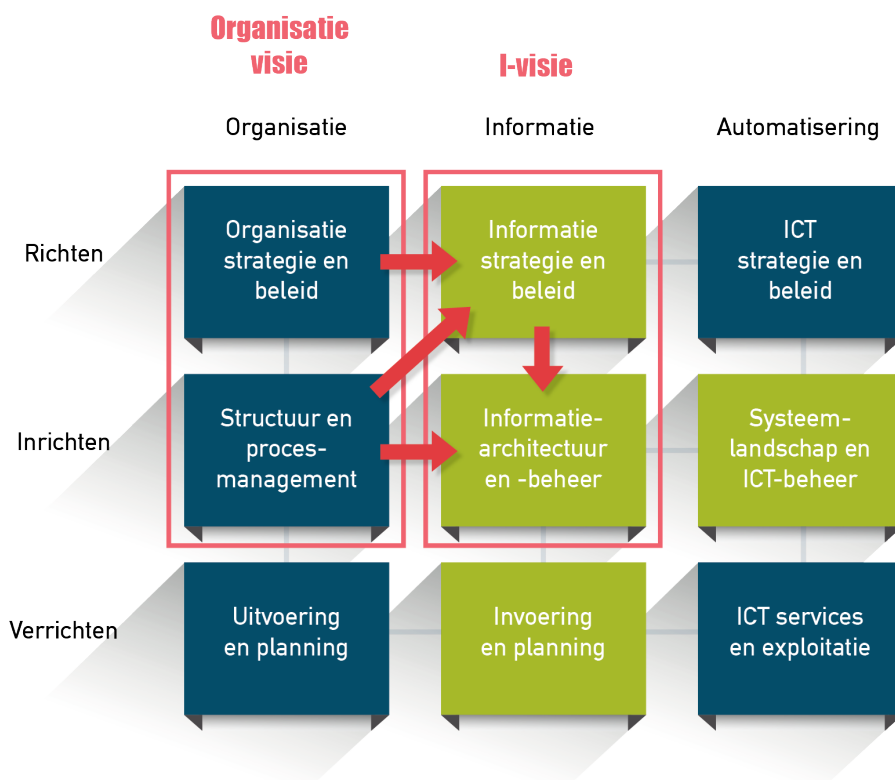 Organisatie
visie
I-visie
Organisatie
Informatie
Automatisering
Richten
Organisatie
strategie en
beleid
Informatie
strategie en
beleid
ICT
strategie en
beleid
Inrichten
Structuur en
proces-
management
Informatie-
architectuur
en -beheer
Systeem-
landschap en
ICT-beheer
Verrichten
Uitvoering
en planning
Invoering
en planning
ICT services
en exploitatie